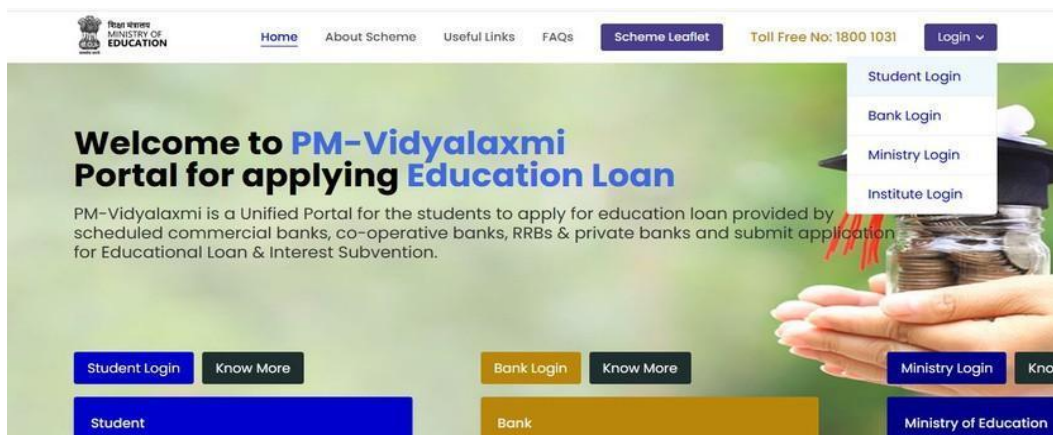 शिक्षा मंत्रालय
MINISTRY OF
EDUCATION
Home
About Scheme
Useful Links
FAQs
Scheme Leaflet
Toll Free No: 1800 1031
Login
Student Login
Bank Login
Ministry Login
Institute Login
Welcome to PM-Vidyalaxmi
Portal for applying Education Loan
PM-Vidyalaxmi is a Unified Portal for the students to apply for education loan provided by
scheduled commercial banks, co-operative banks, RRBs & private banks and submit application
for Educational Loan & Interest Subvention.
Student Login
Know More
Bank Login
Know More
Ministry Login
Kno
Student
Bank
Ministry of Education